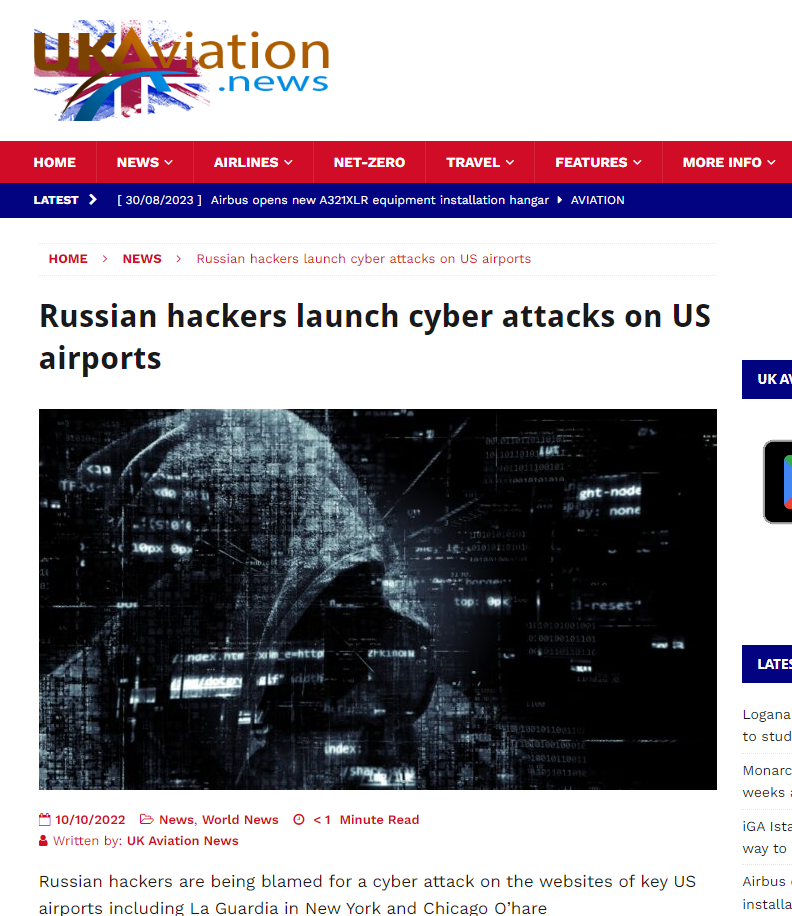 UKAviation
.news
HOME NEWS AIRLINES NET-ZERO TRAVEL FEATURES MORE INFO
LATEST [ 30/08/2023 ] Airbus opens new A321XLR equipment installation hangar AVIATION
HOME NEWS Russian hackers launch cyber attacks on US airports
Russian hackers launch cyber attacks on US
airports
UK
ght-node
none
10px 0px
top: 0pk
]-reset"
index:
10/10/2022 News, World News < 1 Minute Read
Written by: UK Aviation News
Russian hackers are being blamed for a cyber attack on the websites of key US
airports including La Guardia in New York and Chicago O’hare
LATES
Logana
to stud
Monarc
weeks
iGA Ista
way to
Airbus
installa